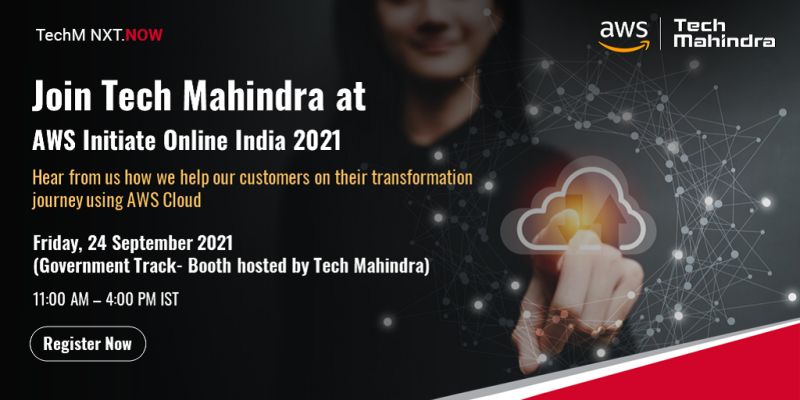 TechM NXT.NOW
aws
Tech
Mahindra
Join Tech Mahindra at
AWS Initiate Online India 2021
Hear from us how we help our customers on their transformation
journey using AWS Cloud
Friday, 24 September 2021
(Government Track- Booth hosted by Tech Mahindra)
11:00 AM – 4:00 PM IST
Register Now